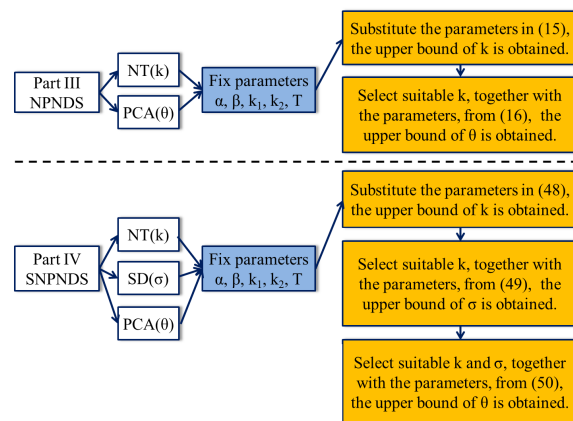 Part III
NPNDS
NT(k)
PCA(θ)
Fix parameters
α, β, k₁, k₂, T
Substitute the parameters in (15),
the upper bound of k is obtained.
Select suitable k, together with
the parameters, from (16), the
upper bound of θ is obtained.
Part IV
SNPNDS
NT(k)
SD(σ)
PCA(θ)
Fix parameters
α, β, k₁, k₂, T
Substitute the parameters in (48),
the upper bound of k is obtained.
Select suitable k, together with
the parameters, from (49), the
upper bound of σ is obtained.
Select suitable k and σ, together
with the parameters, from (50),
the upper bound of θ is obtained.